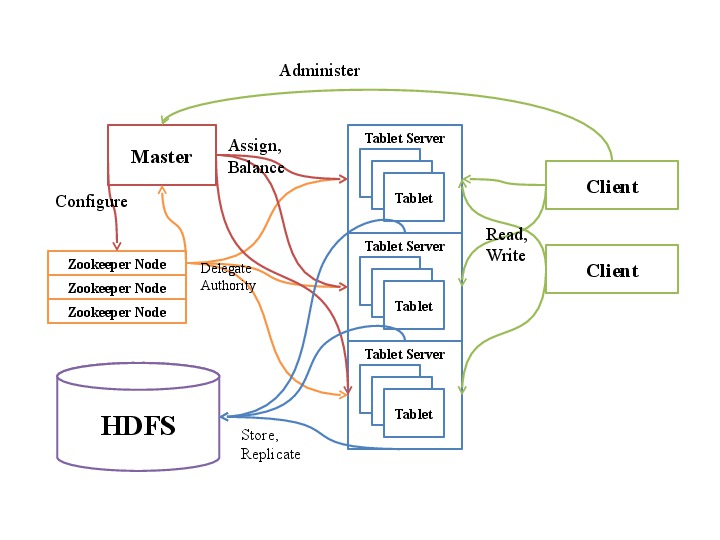 Administer
Master
Assign,
Balance
Configure
Zookeeper Node
Zookeeper Node
Zookeeper Node
Delegate
Authority
HDFS
Store,
Replicate
Tablet Server
Tablet
Tablet Server
Tablet
Tablet Server
Tablet
Read,
Write
Client
Client